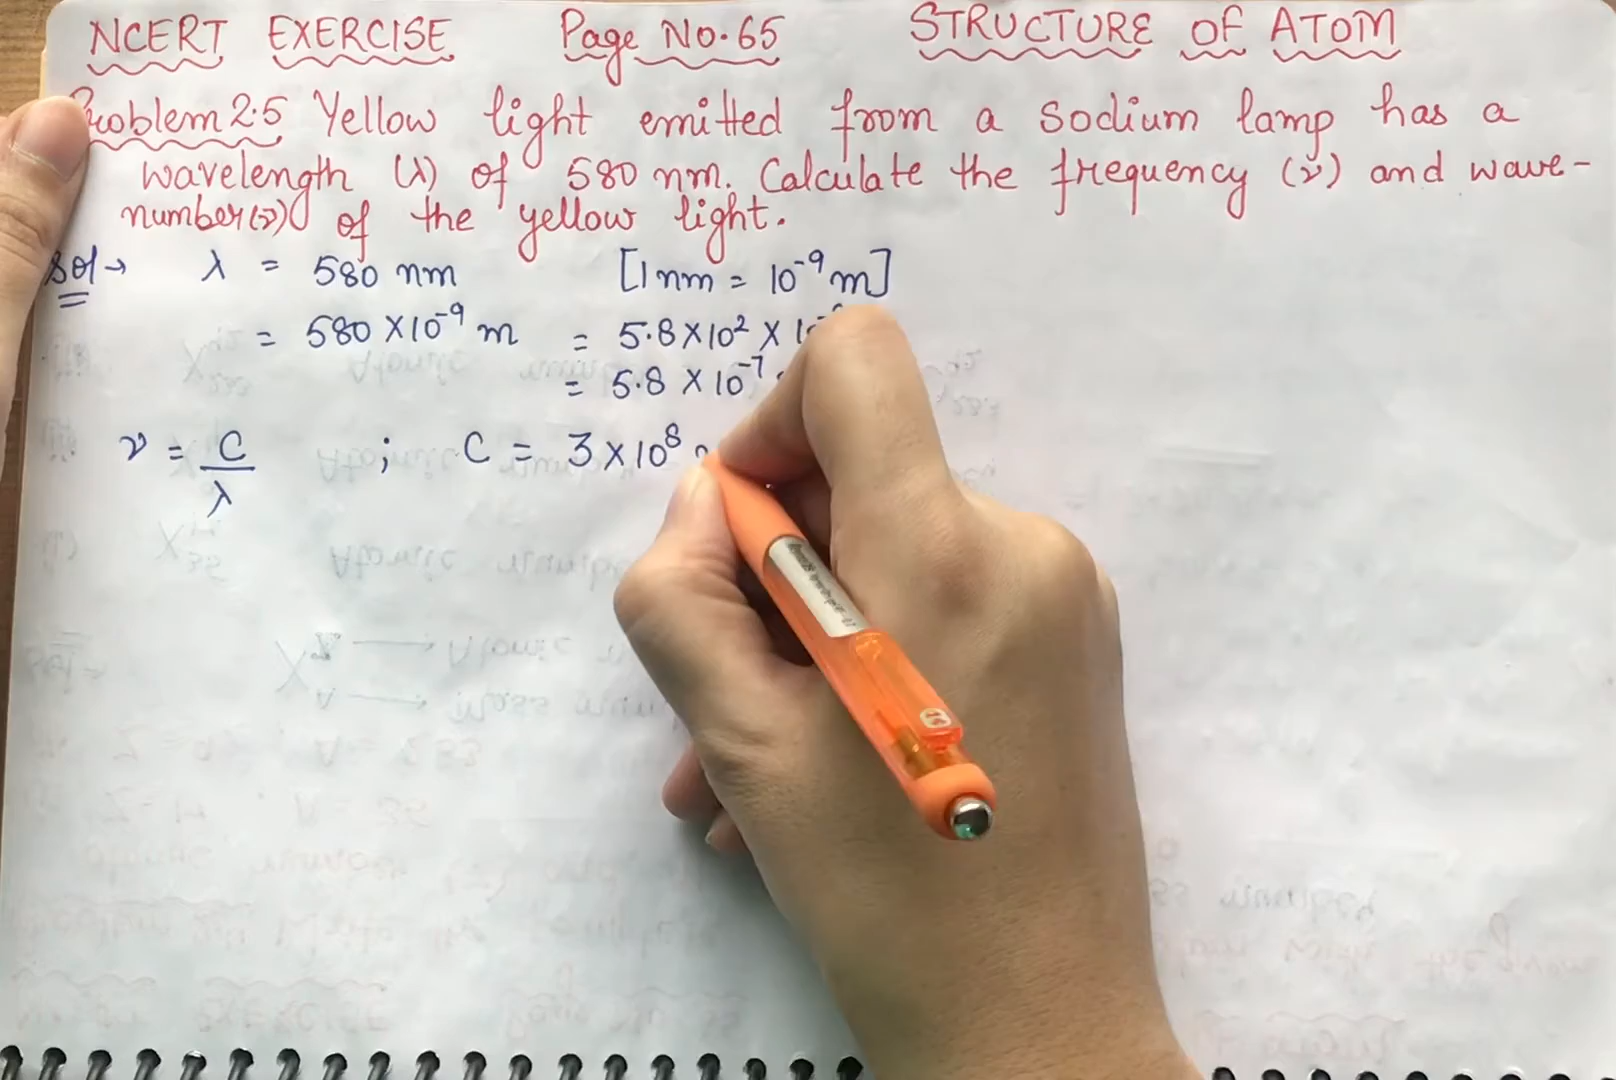 NCERT EXERCISE Page No.65 STRUCTURE OF ATOM
Problem 2.5 Yellow light emitted from a sodium lamp has a
wavelength (λ) of 580 nm. Calculate the frequency (ν) and wave-
number (ν̄) of the yellow light.
Sol → λ = 580 nm [1 nm = 10⁻⁹ m]
= 580 × 10⁻⁹ m = 5.8 × 10² ×
= 5.8 × 10⁻⁷
ν = C/λ ; C = 3 × 10⁸